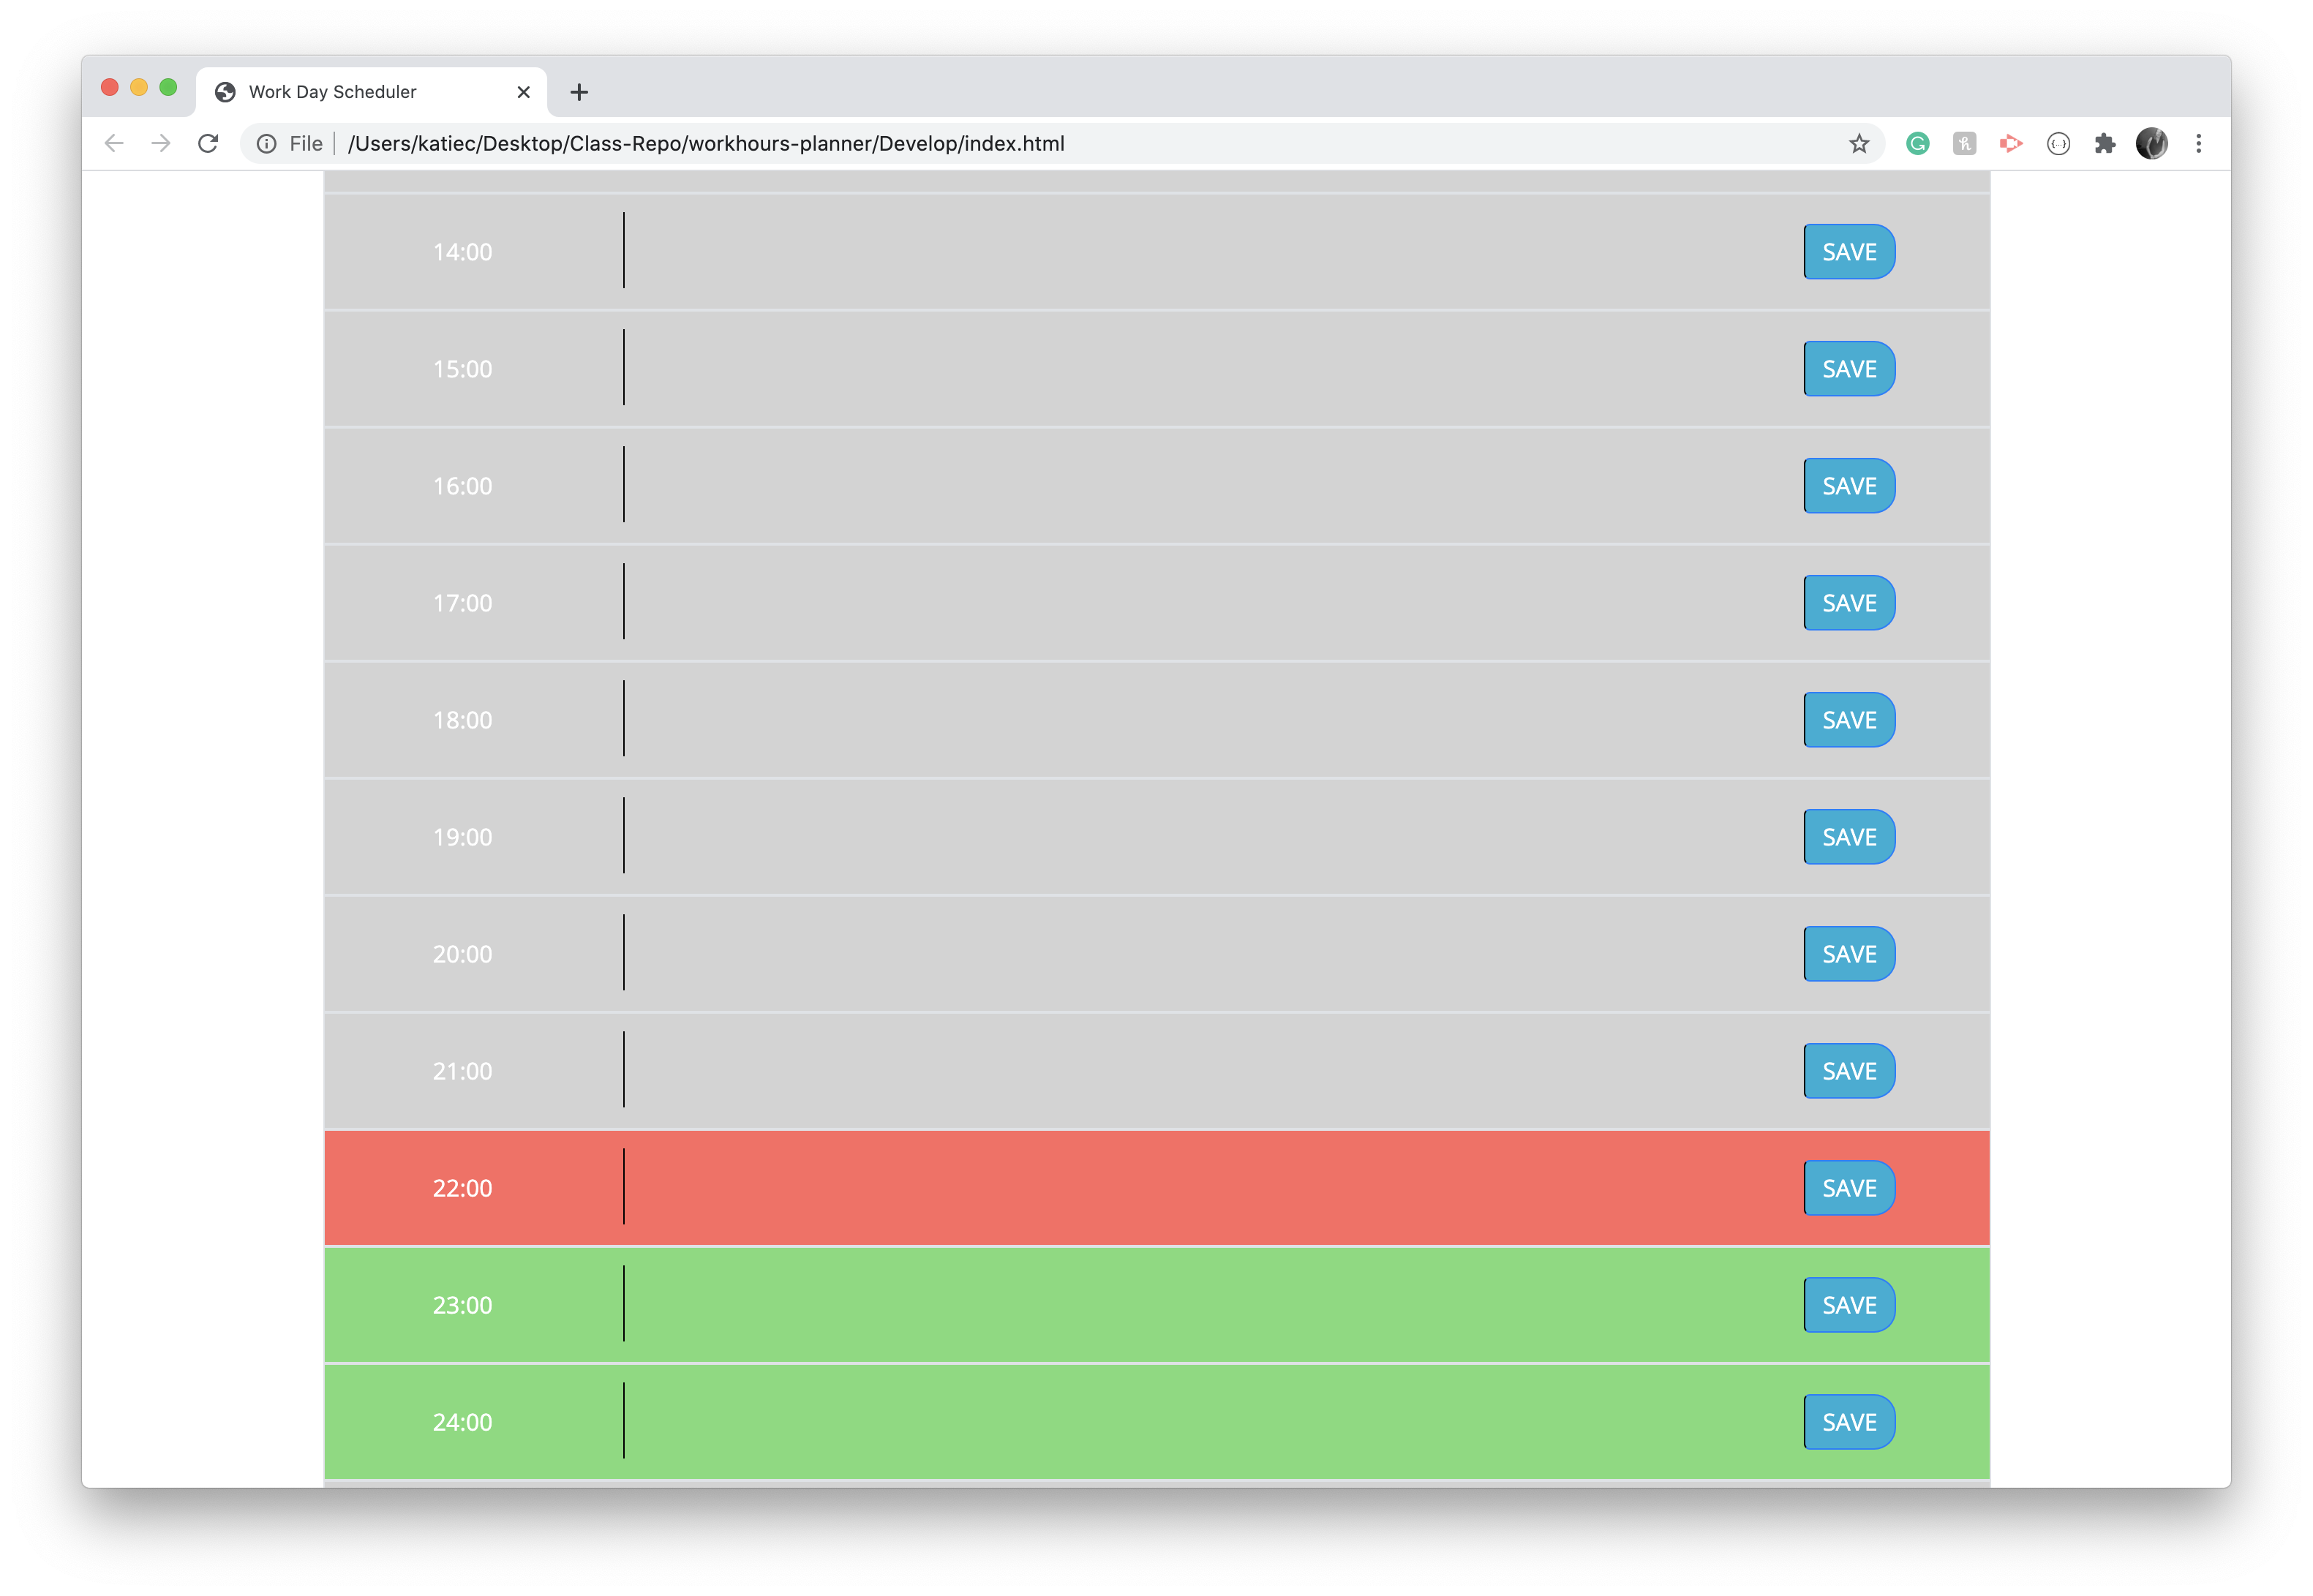 Work Day Scheduler
File /Users/katiec/Desktop/Class-Repo/workhours-planner/Develop/index.html
14:00 SAVE
15:00 SAVE
16:00 SAVE
17:00 SAVE
18:00 SAVE
19:00 SAVE
20:00 SAVE
21:00 SAVE
22:00 SAVE
23:00 SAVE
24:00 SAVE